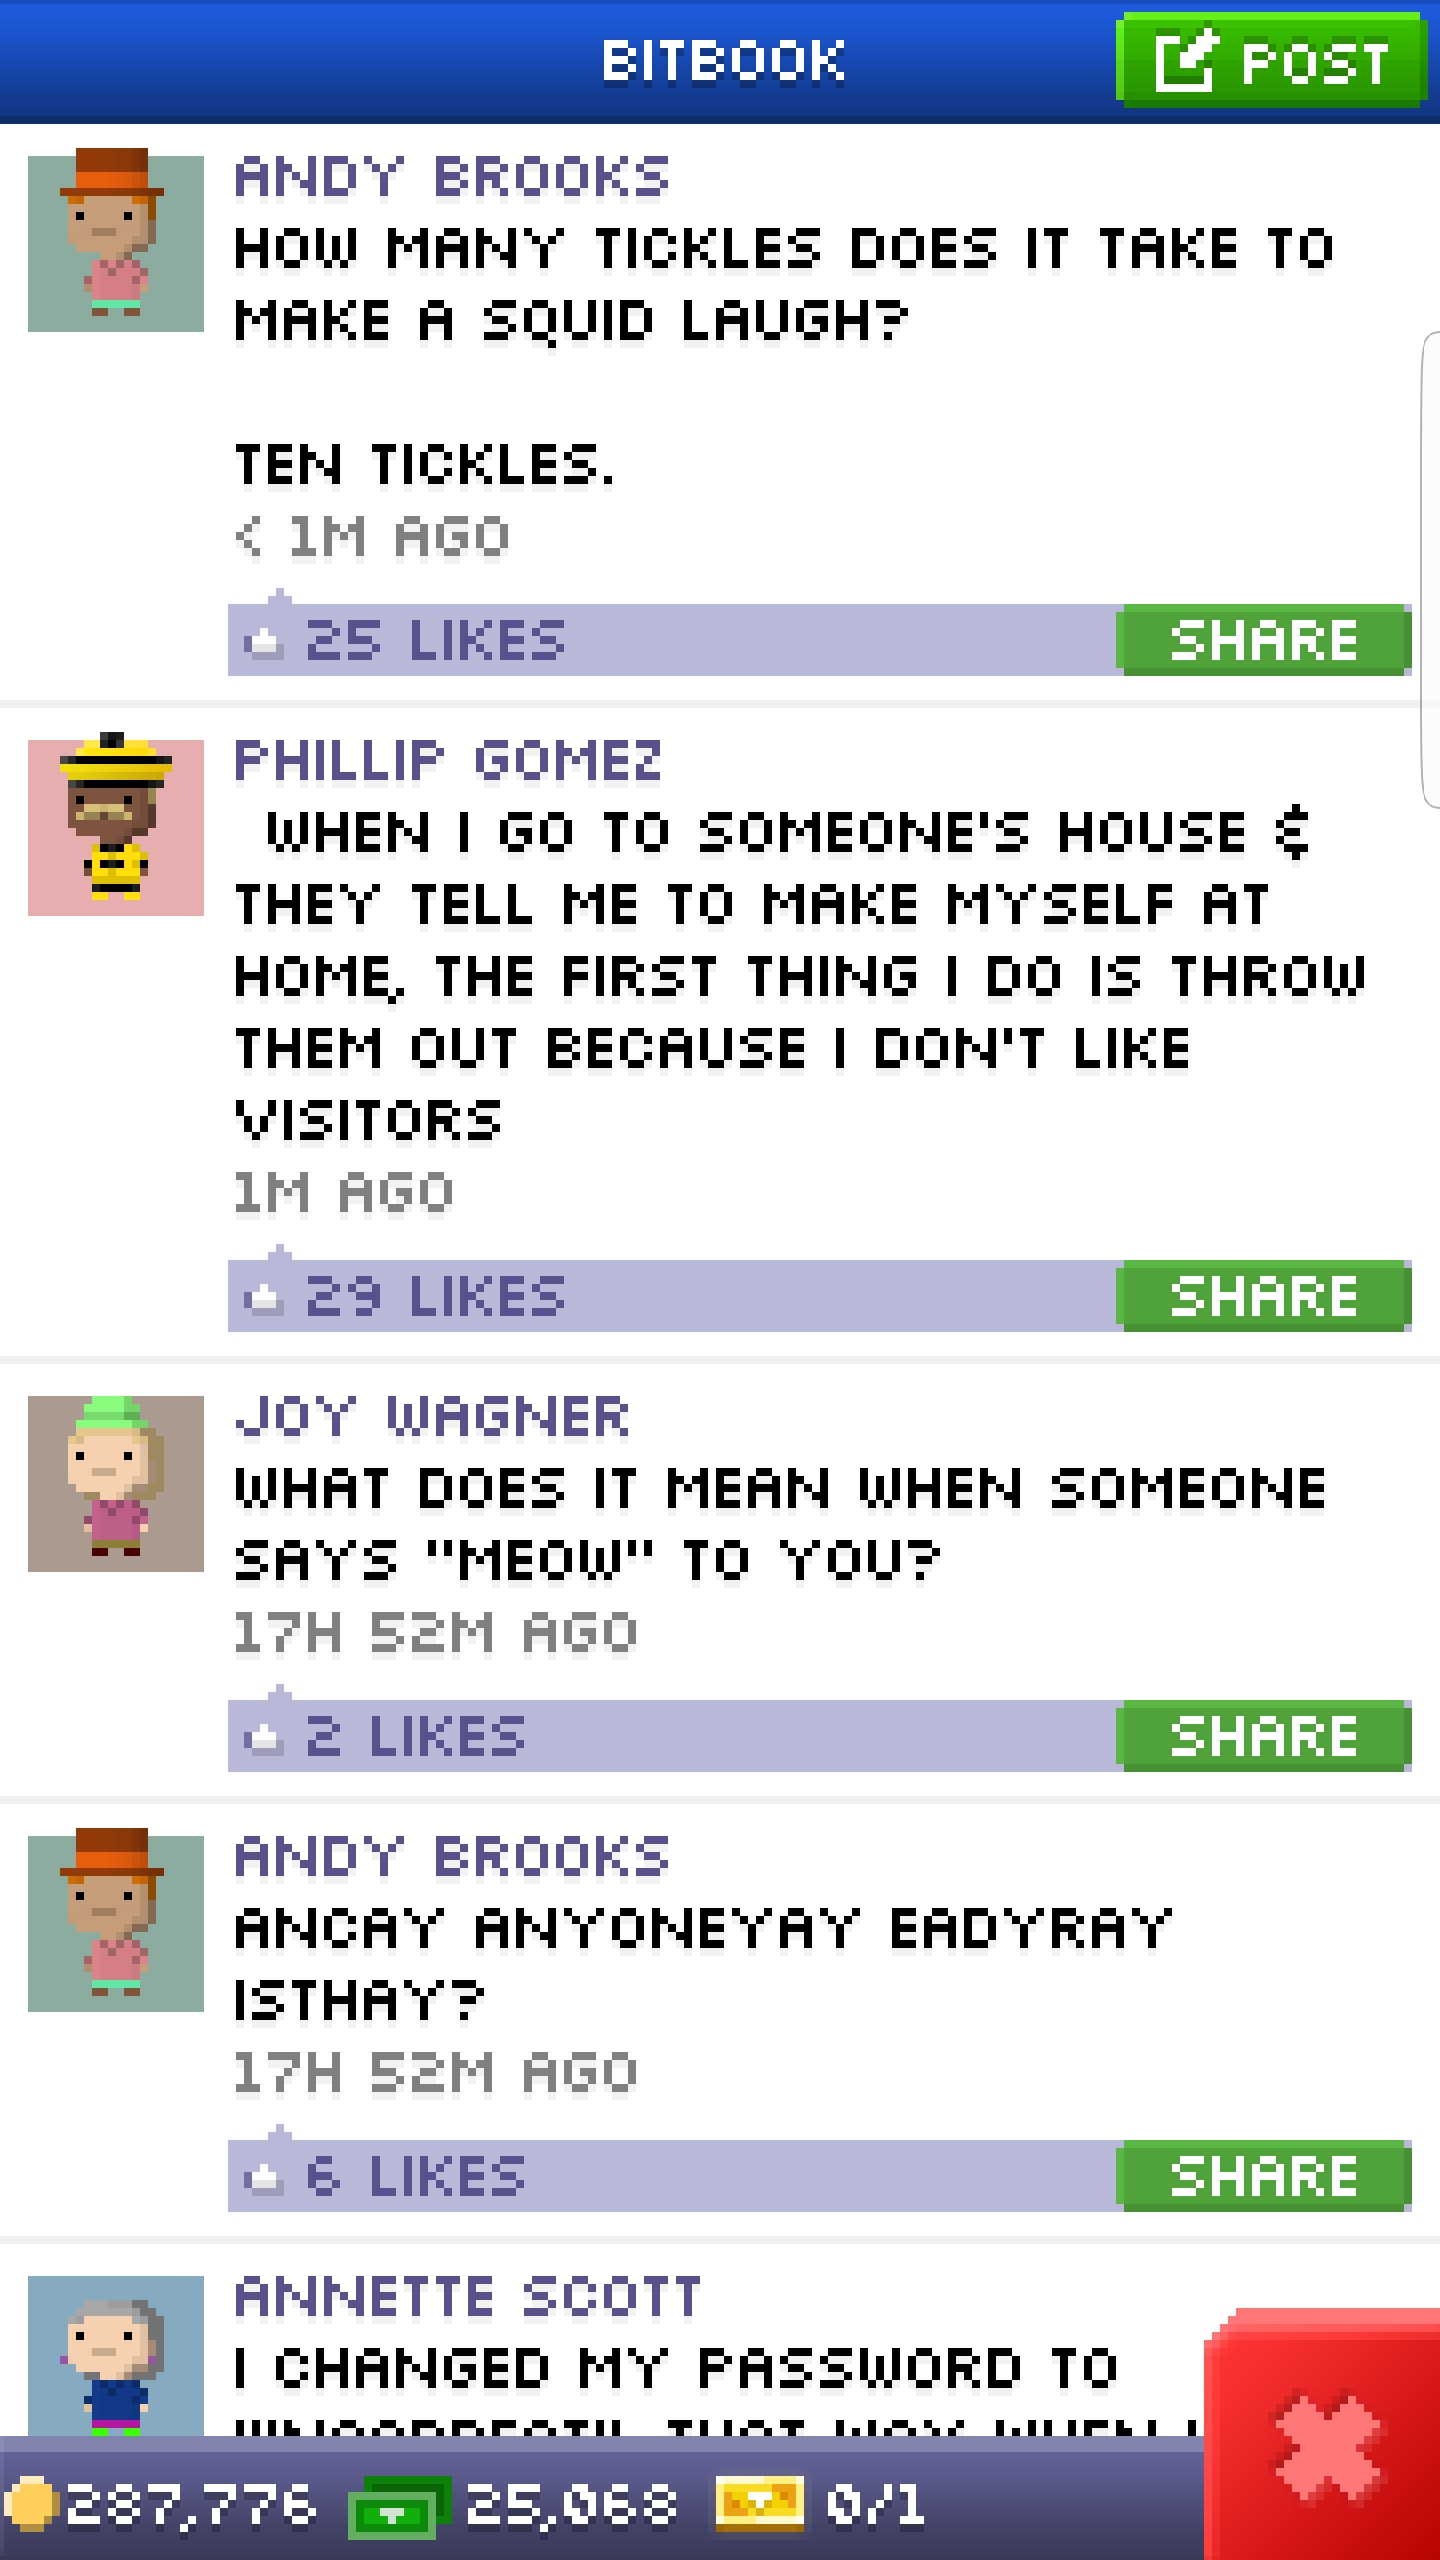 BITBOOK
POST
ANDY BROOKS
HOW MANY TICKLES DOES IT TAKE TO
MAKE A SQUID LAUGH?
TEN TICKLES.
< 1M AGO
25 LIKES
SHARE
PHILLIP GOMEZ
WHEN I GO TO SOMEONE'S HOUSE &
THEY TELL ME TO MAKE MYSELF AT
HOME, THE FIRST THING I DO IS THROW
THEM OUT BECAUSE I DON'T LIKE
VISITORS
1M AGO
29 LIKES
SHARE
JOY WAGNER
WHAT DOES IT MEAN WHEN SOMEONE
SAYS "MEOW" TO YOU?
17H 52M AGO
2 LIKES
SHARE
ANDY BROOKS
ANCAY ANYONEYAY EADYRAY
ISTHAY?
17H 52M AGO
6 LIKES
SHARE
ANNETTE SCOTT
I CHANGED MY PASSWORD TO
THAT WAY WHEN
287,776
25,068
0/1